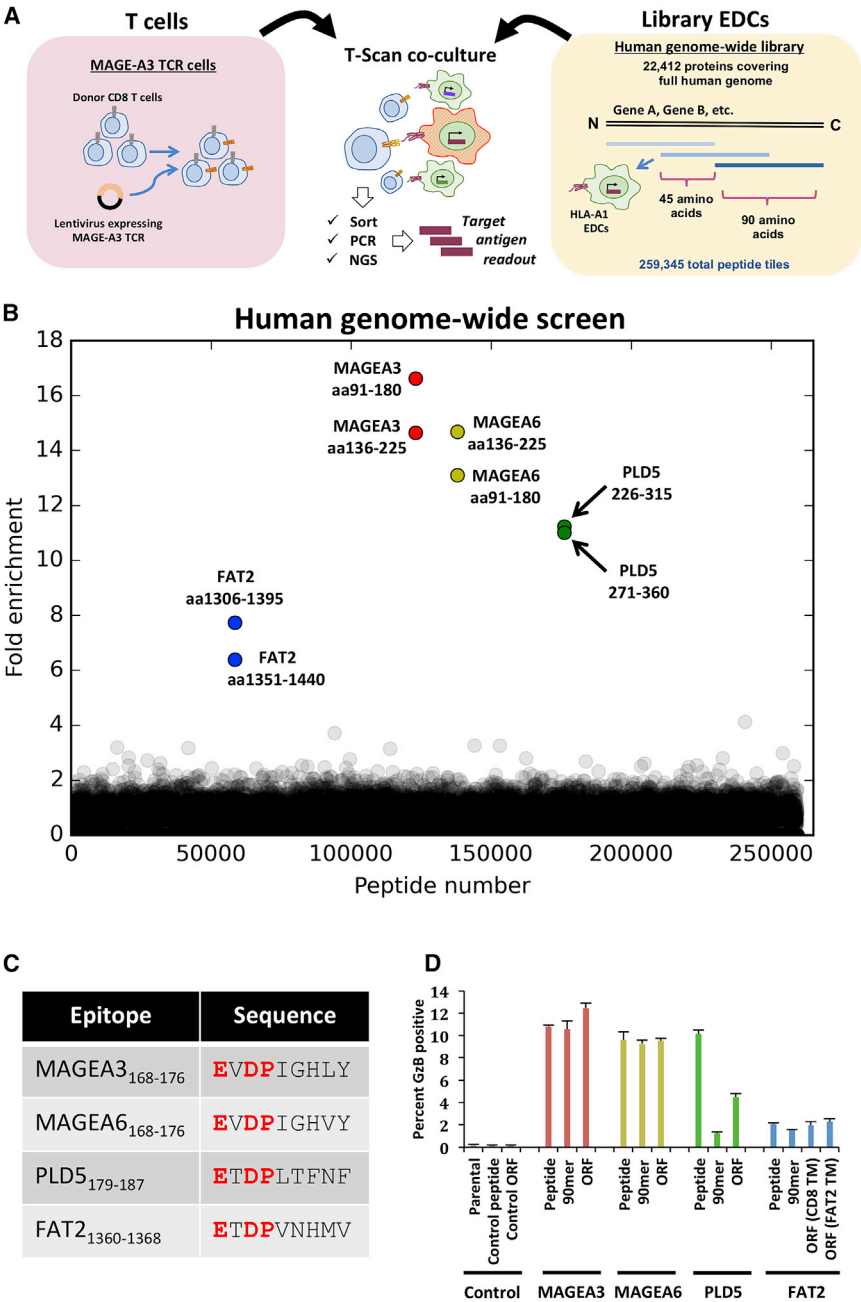 A
T cells
MAGE-A3 TCR cells
Donor CD8 T cells
Lentivirus expressing
MAGE-A3 TCR
T-Scan co-culture
✓ Sort
✓ PCR
✓ NGS
Target
antigen
readout
Library EDCs
Human genome-wide library
22,412 proteins covering
full human genome
Gene A, Gene B, etc.
N
C
HLA-A1
EDCs
45 amino
acids
90 amino
acids
259,345 total peptide tiles
B
Human genome-wide screen
Fold enrichment
18
16
14
12
10
8
6
4
2
0
MAGEA3
aa91-180
MAGEA3
aa136-225
MAGEA6
aa136-225
MAGEA6
aa91-180
PLD5
226-315
PLD5
271-360
FAT2
aa1306-1395
FAT2
aa1351-1440
0 50000 100000 150000 200000 250000
Peptide number
C
Epitope Sequence
MAGEA3168-176 EVDPIGHLY
MAGEA6168-176 EVDPIGHVY
PLD5179-187 ETDPLTFNF
FAT21360-1368 ETDPVNHMV
D
Percent GzB positive
14
12
10
8
6
4
2
0
Parental
Control peptide
Control ORF
Peptide
90mer
ORF
Peptide
90mer
ORF
Peptide
90mer
ORF
Peptide
90mer
ORF (CD8 TM)
ORF (FAT2 TM)
Control MAGEA3 MAGEA6 PLD5 FAT2